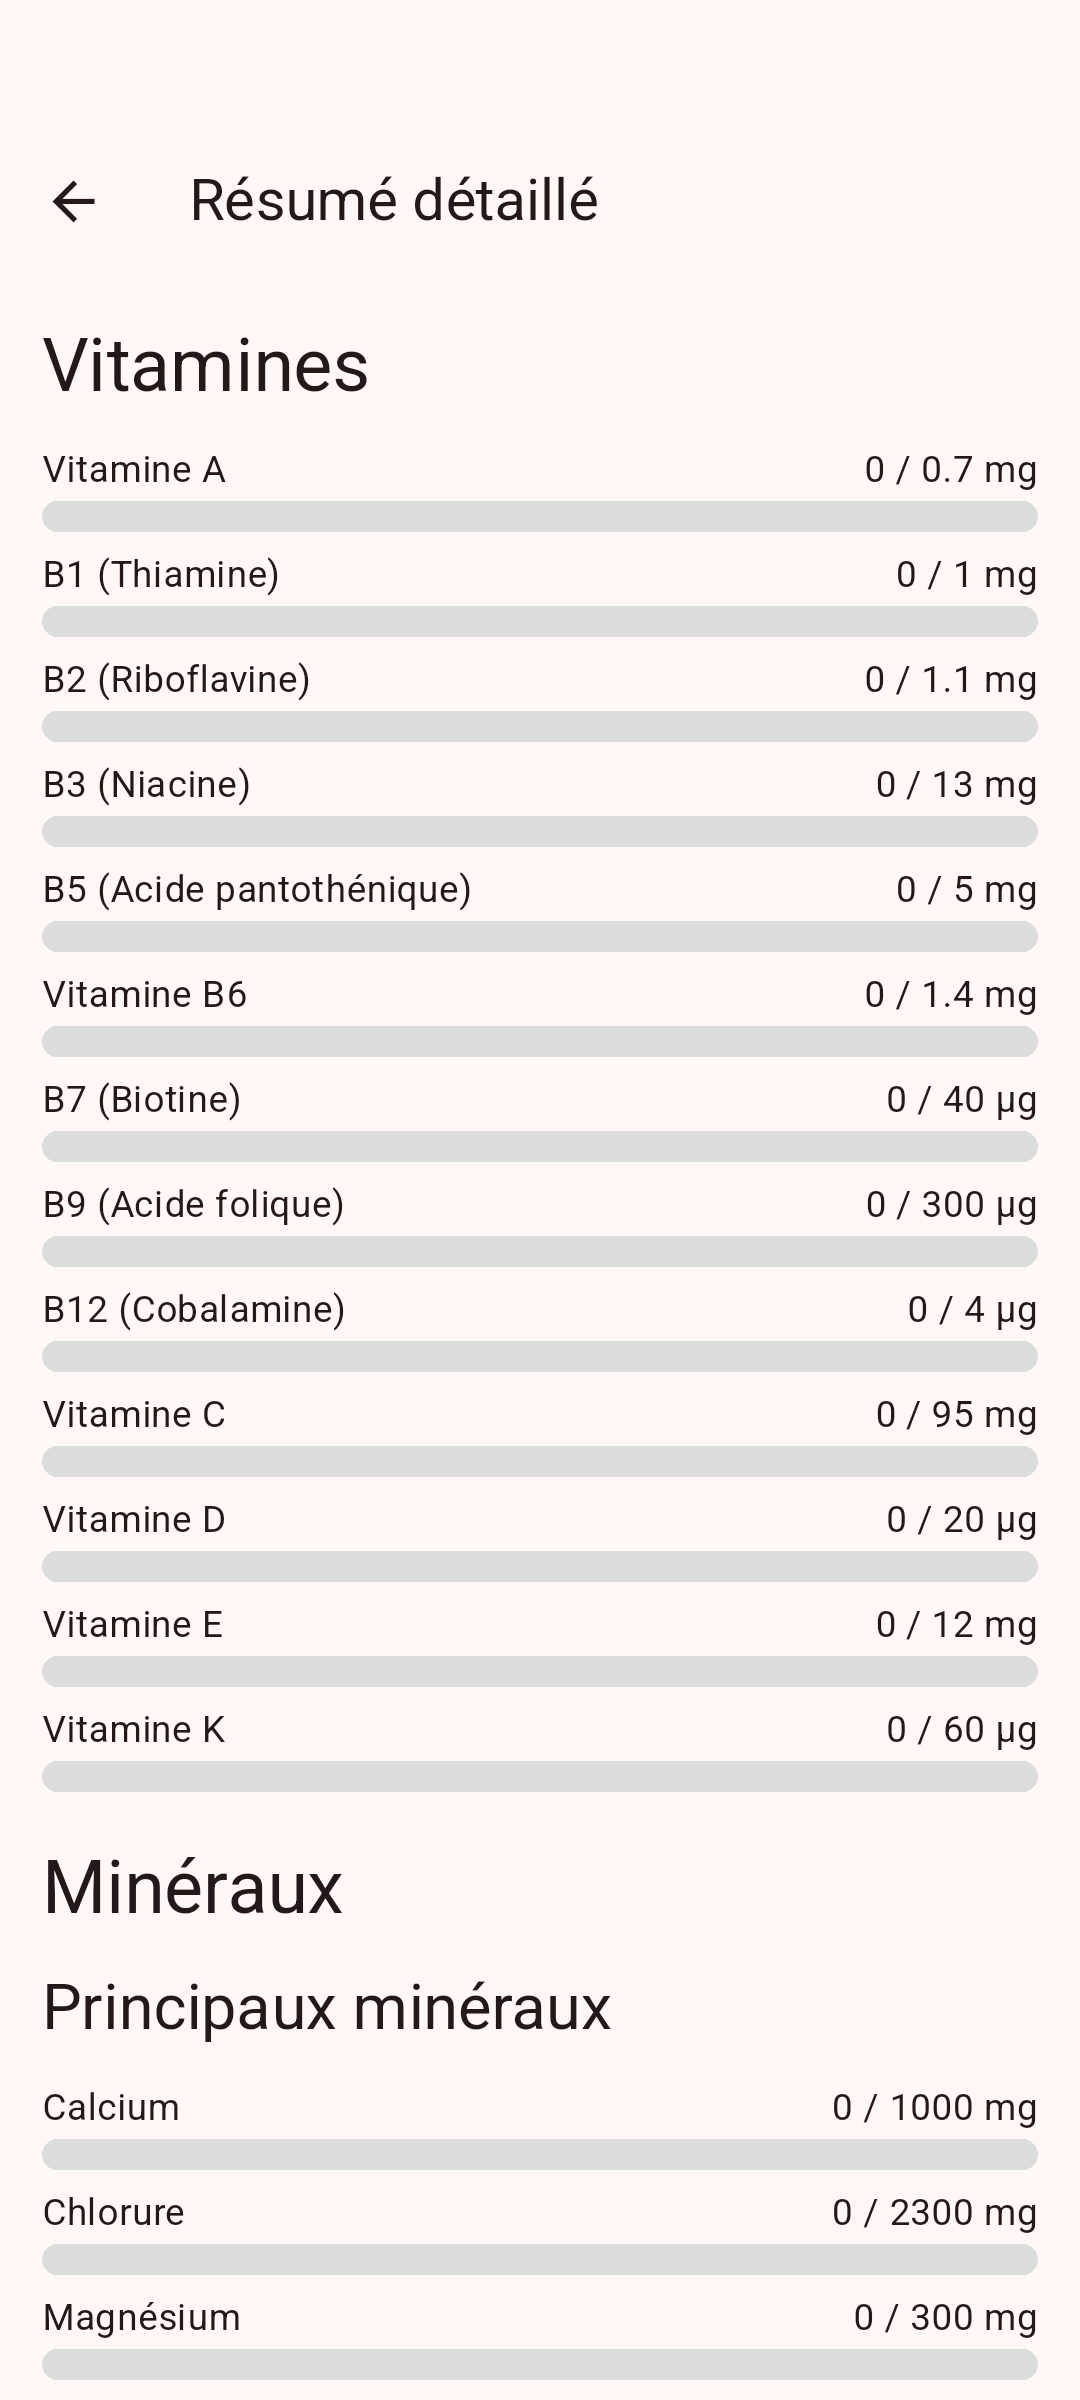 Résumé détaillé
Vitamines
Vitamine A 0 / 0.7 mg
B1 (Thiamine) 0 / 1 mg
B2 (Riboflavine) 0 / 1.1 mg
B3 (Niacine) 0 / 13 mg
B5 (Acide pantothénique) 0 / 5 mg
Vitamine B6 0 / 1.4 mg
B7 (Biotine) 0 / 40 µg
B9 (Acide folique) 0 / 300 µg
B12 (Cobalamine) 0 / 4 µg
Vitamine C 0 / 95 mg
Vitamine D 0 / 20 µg
Vitamine E 0 / 12 mg
Vitamine K 0 / 60 µg
Minéraux
Principaux minéraux
Calcium 0 / 1000 mg
Chlorure 0 / 2300 mg
Magnésium 0 / 300 mg